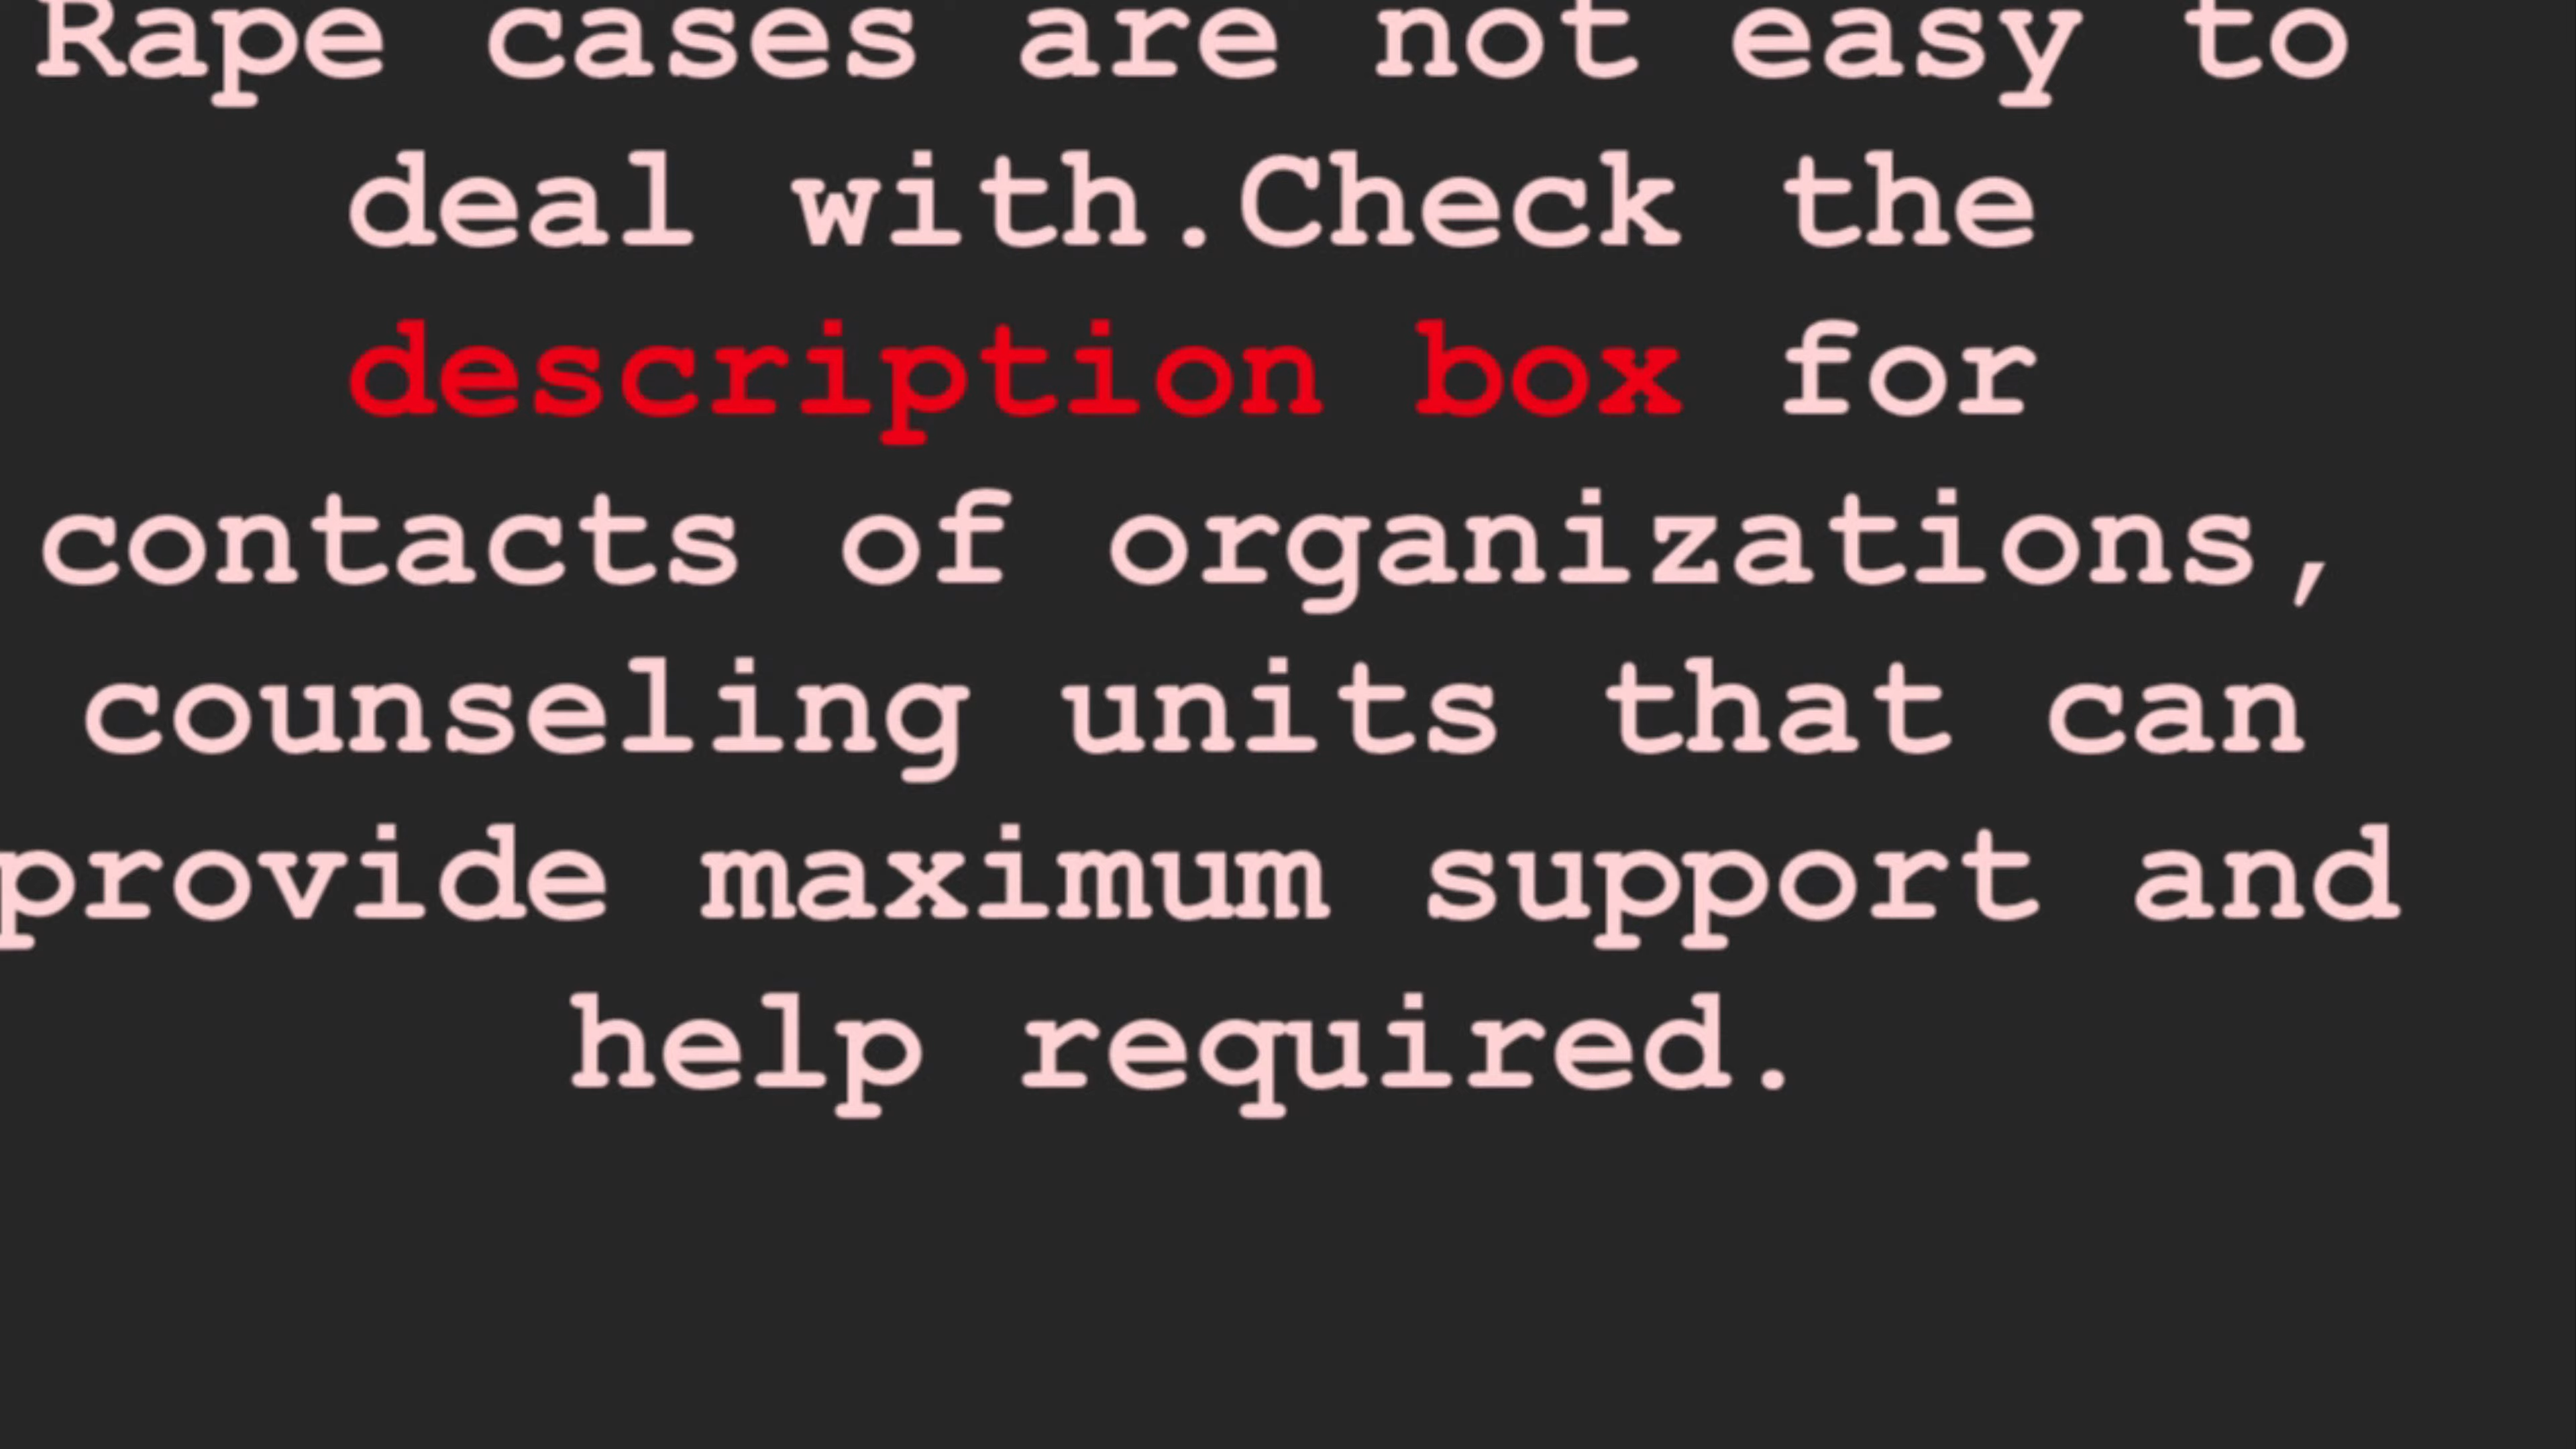 Rape cases are not easy to
deal with.Check the
description box for
contacts of organizations,
counseling units that can
provide maximum support and
help required.